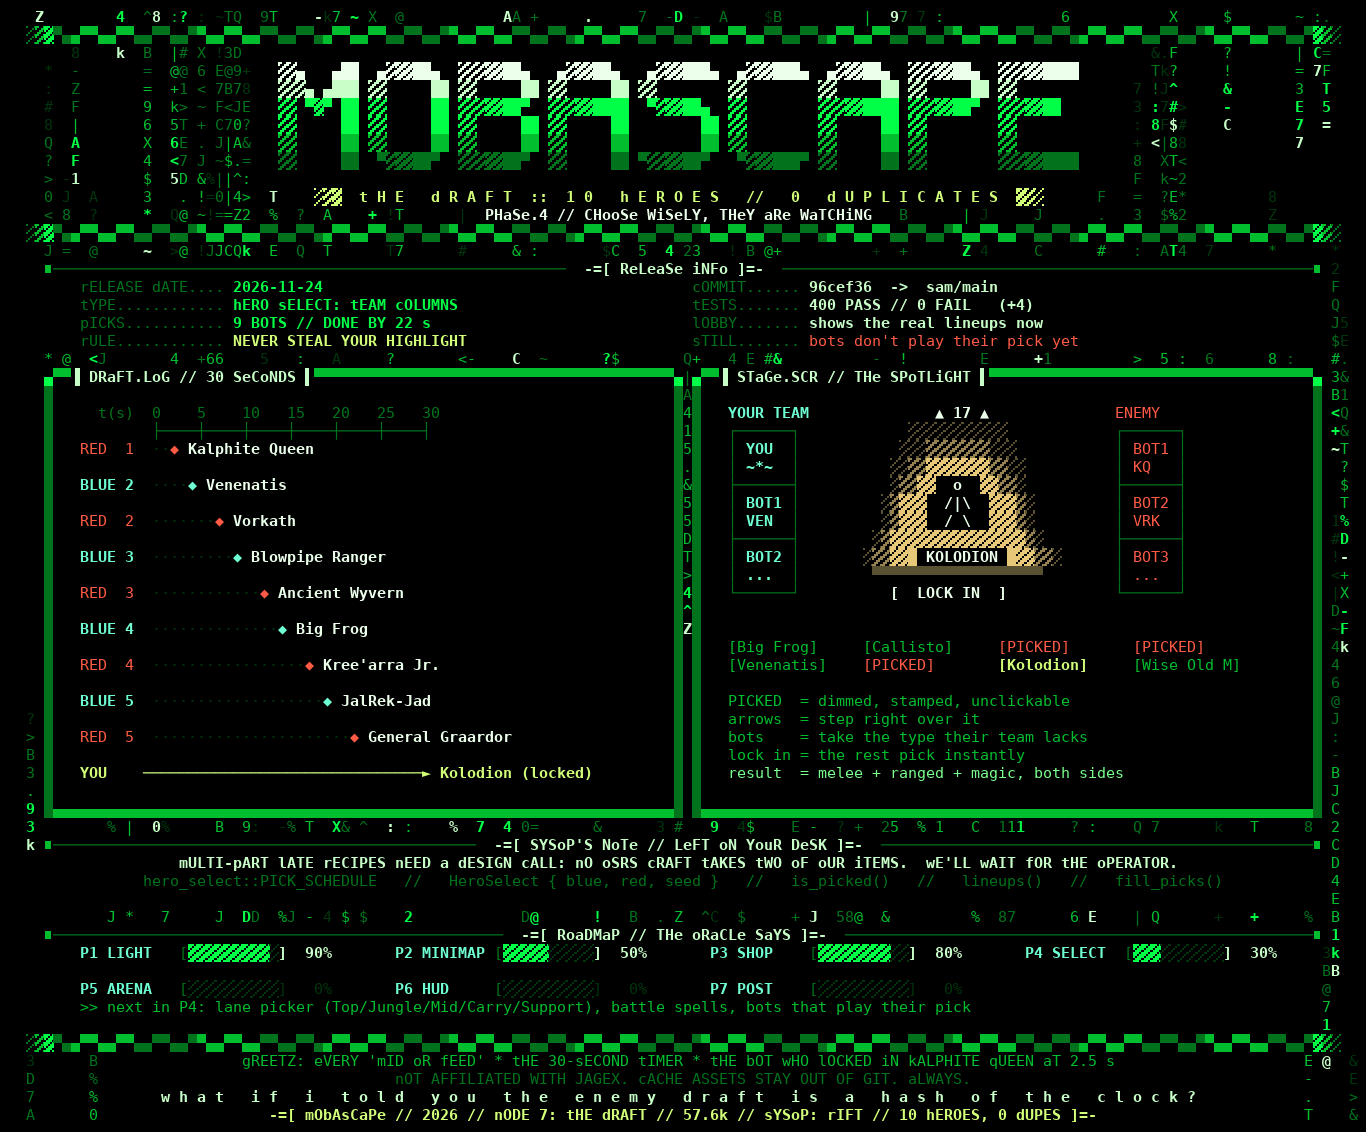 MOBASCAPE
tHE dRAFT :: 10 hEROES // 0 dUPLICATES
PHaSe.4 // CHooSe WiSeLY, THeY aRe WaTCHiNG
-=[ ReLeaSe iNFo ]=-
rELEASE dATE.... 2026-11-24
cOMMIT...... 96cef36 -> sam/main
tYPE............ hERO sELECT: tEAM cOLUMNS
tESTS....... 400 PASS // 0 FAIL (+4)
pICKS........... 9 BOTS // DONE BY 22 s
lOBBY....... shows the real lineups now
rULE............ NEVER STEAL YOUR HIGHLIGHT
sTILL....... bots don't play their pick yet
DRaFT.LoG // 30 SeCoNDS
t(s) 0 5 10 15 20 25 30
RED 1 ◆ Kalphite Queen
BLUE 2 ◆ Venenatis
RED 2 ◆ Vorkath
BLUE 3 ◆ Blowpipe Ranger
RED 3 ◆ Ancient Wyvern
BLUE 4 ◆ Big Frog
RED 4 ◆ Kree'arra Jr.
BLUE 5 ◆ JalRek-Jad
RED 5 ◆ General Graardor
YOU ► Kolodion (locked)
STaGe.SCR // THe SPoTLiGHT
YOUR TEAM ▲ 17 ▲ ENEMY
YOU BOT1
~*~ KQ
BOT1 BOT2
VEN VRK
BOT2 KOLODION BOT3
... ...
[ LOCK IN ]
[Big Frog] [Callisto] [PICKED] [PICKED]
[Venenatis] [PICKED] [Kolodion] [Wise Old M]
PICKED = dimmed, stamped, unclickable
arrows = step right over it
bots = take the type their team lacks
lock in = the rest pick instantly
result = melee + ranged + magic, both sides
-=[ SYSoP'S NoTe // LeFT oN YouR DeSK ]=-
mULTI-pART lATE rECIPES nEED a dESIGN cALL: nO oSRS cRAFT tAKES tWO oF oUR iTEMS. wE'LL wAIT fOR tHE oPERATOR.
hero_select::PICK_SCHEDULE // HeroSelect { blue, red, seed } // is_picked() // lineups() // fill_picks()
-=[ RoaDMaP // THe oRaCLe SaYS ]=-
P1 LIGHT [ ] 90% P2 MINIMAP [ ] 50% P3 SHOP [ ] 80% P4 SELECT [ ] 30%
P5 ARENA [ ] 0% P6 HUD [ ] 0% P7 POST [ ] 0%
>> next in P4: lane picker (Top/Jungle/Mid/Carry/Support), battle spells, bots that play their pick
gREETZ: eVERY 'mID oR fEED' * tHE 30-sECOND tIMER * tHE bOT wHO lOCKED iN kALPHITE qUEEN aT 2.5 s
nOT AFFILIATED WITH JAGEX. cACHE ASSETS STAY OUT OF GIT. aLWAYS.
what if i told you the enemy draft is a hash of the clock?
-=[ mObAsCaPe // 2026 // nODE 7: tHE dRAFT // 57.6k // sYSoP: rIFT // 10 hEROES, 0 dUPES ]=-